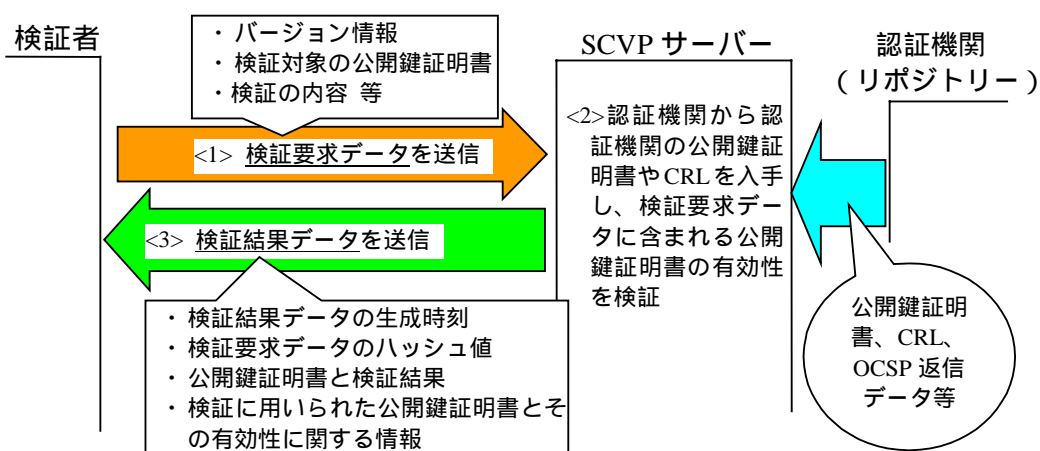 検証者
・ バージョン情報
・ 検証対象の公開鍵証明書
・検証の内容 等
SCVP サーバー
認証機関
（リポジトリー）
<1> 検証要求データを送信
<2>認証機関から認
証機関の公開鍵証
明書やCRLを入手
し、検証要求デー
タに含まれる公開
鍵証明書の有効性
を検証
<3> 検証結果データを送信
・ 検証結果データの生成時刻
・ 検証要求データのハッシュ値
・ 公開鍵証明書と検証結果
・ 検証に用いられた公開鍵証明書とそ
の有効性に関する情報
公開鍵証明
書、CRL、
OCSP 返信
データ等